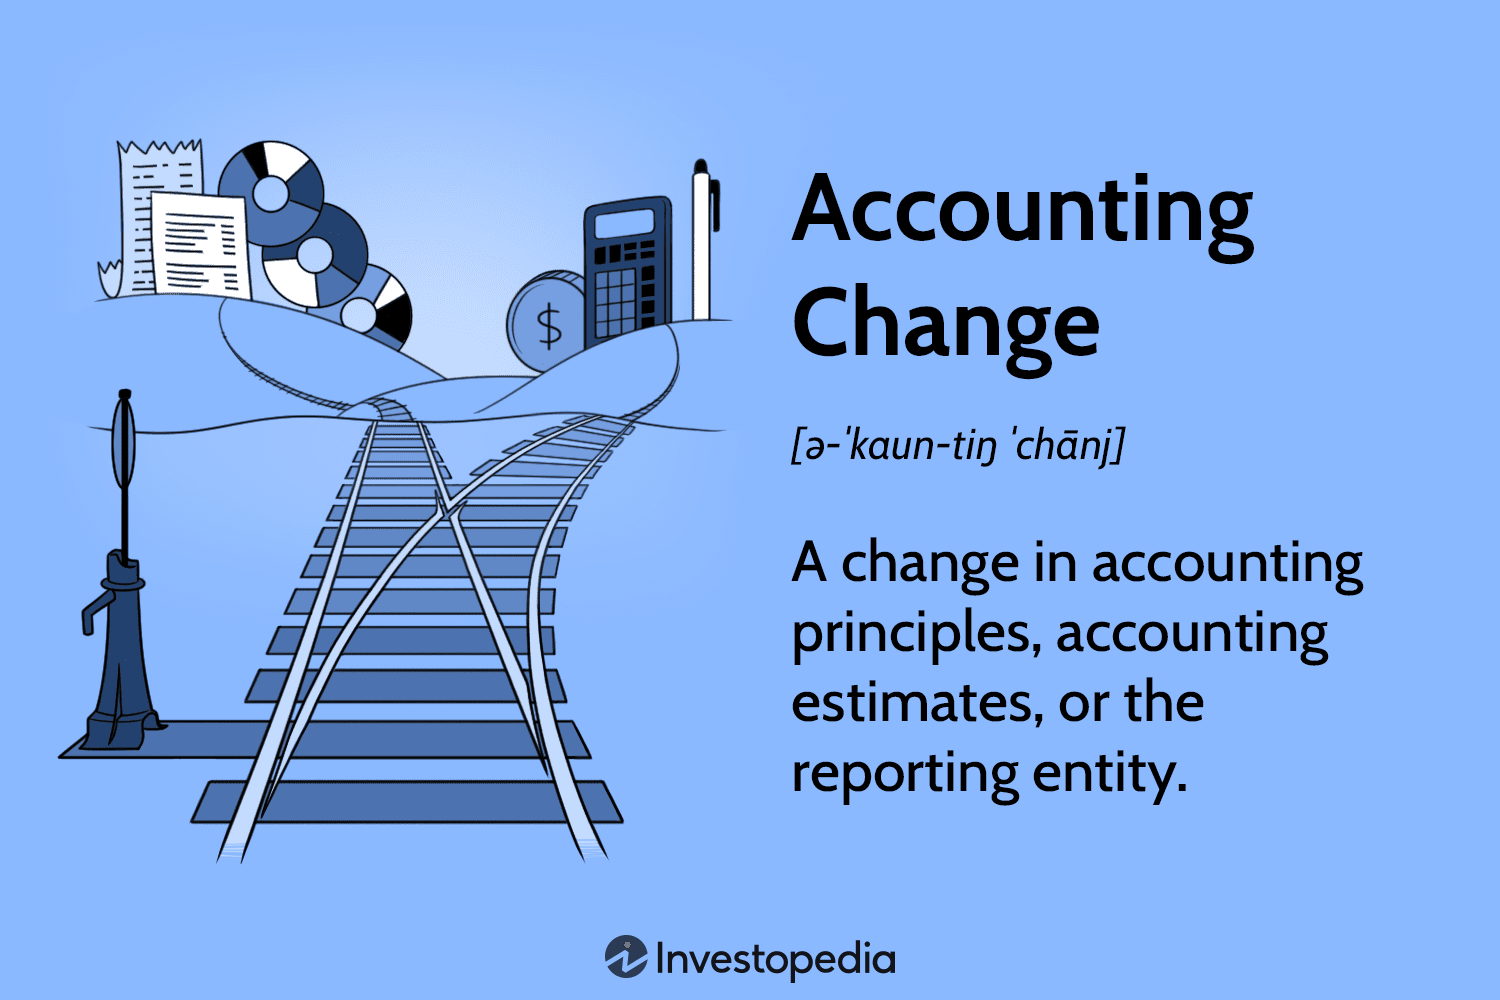 Accounting
Change
[ə-ˈkaun-tiŋ ˈchānj]
A change in accounting
principles, accounting
estimates, or the
reporting entity.
$
Investopedia